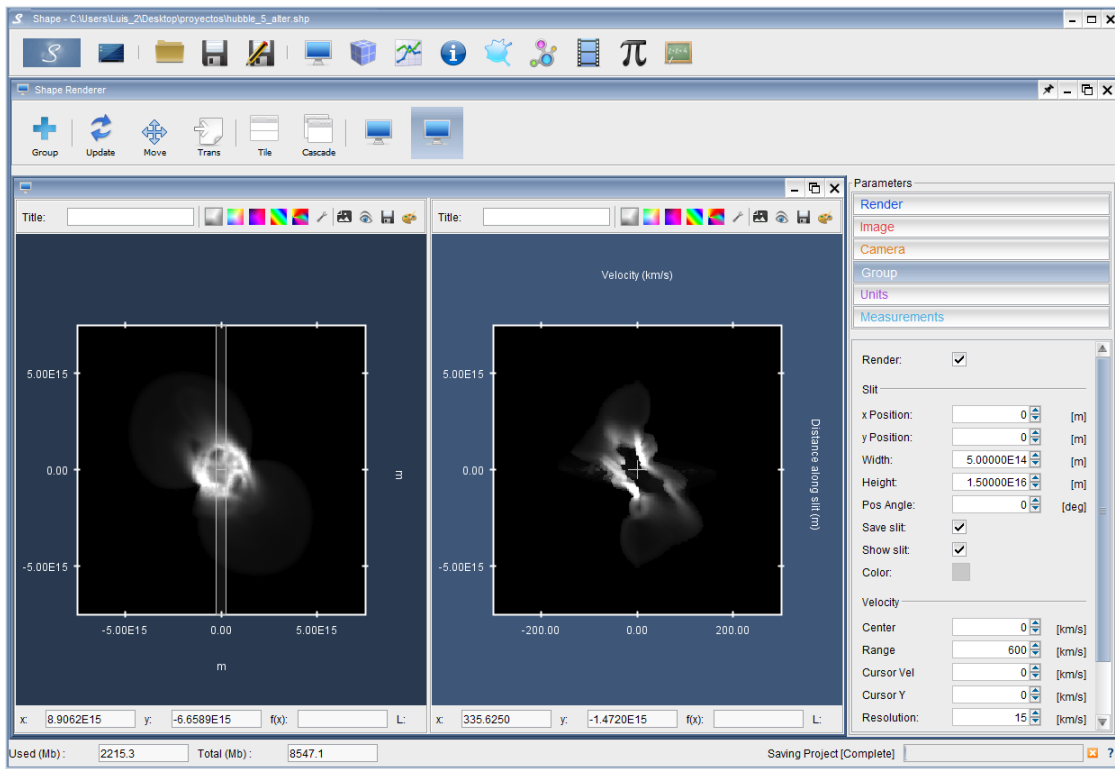 S Shape - C:\Users\Luis_2\Desktop\proyectos\hubble_5_alter.shp
S
Shape Renderer
Group Update Move Trans Tile Cascade
Title:
Title:
Velocity (km/s)
5.00E15
0.00
-5.00E15
-5.00E15 0.00 5.00E15
m
m
5.00E15
0.00
-5.00E15
-200.00 0.00 200.00
Distance along slit (m)
x: 8.9062E15 y: -6.6589E15 f(x): L:
x: 335.6250 y: -1.4720E15 f(x): L:
Parameters
Render
Image
Camera
Group
Units
Measurements
Render:
Slit
x Position: 0 [m]
y Position: 0 [m]
Width: 5.00000E14 [m]
Height: 1.50000E16 [m]
Pos Angle: 0 [deg]
Save slit:
Show slit:
Color:
Velocity
Center 0 [km/s]
Range 600 [km/s]
Cursor Vel 0 [km/s]
Cursor Y 0 [km/s]
Resolution: 15 [km/s]
Used (Mb) : 2215.3 Total (Mb) : 8547.1 Saving Project [Complete] ?